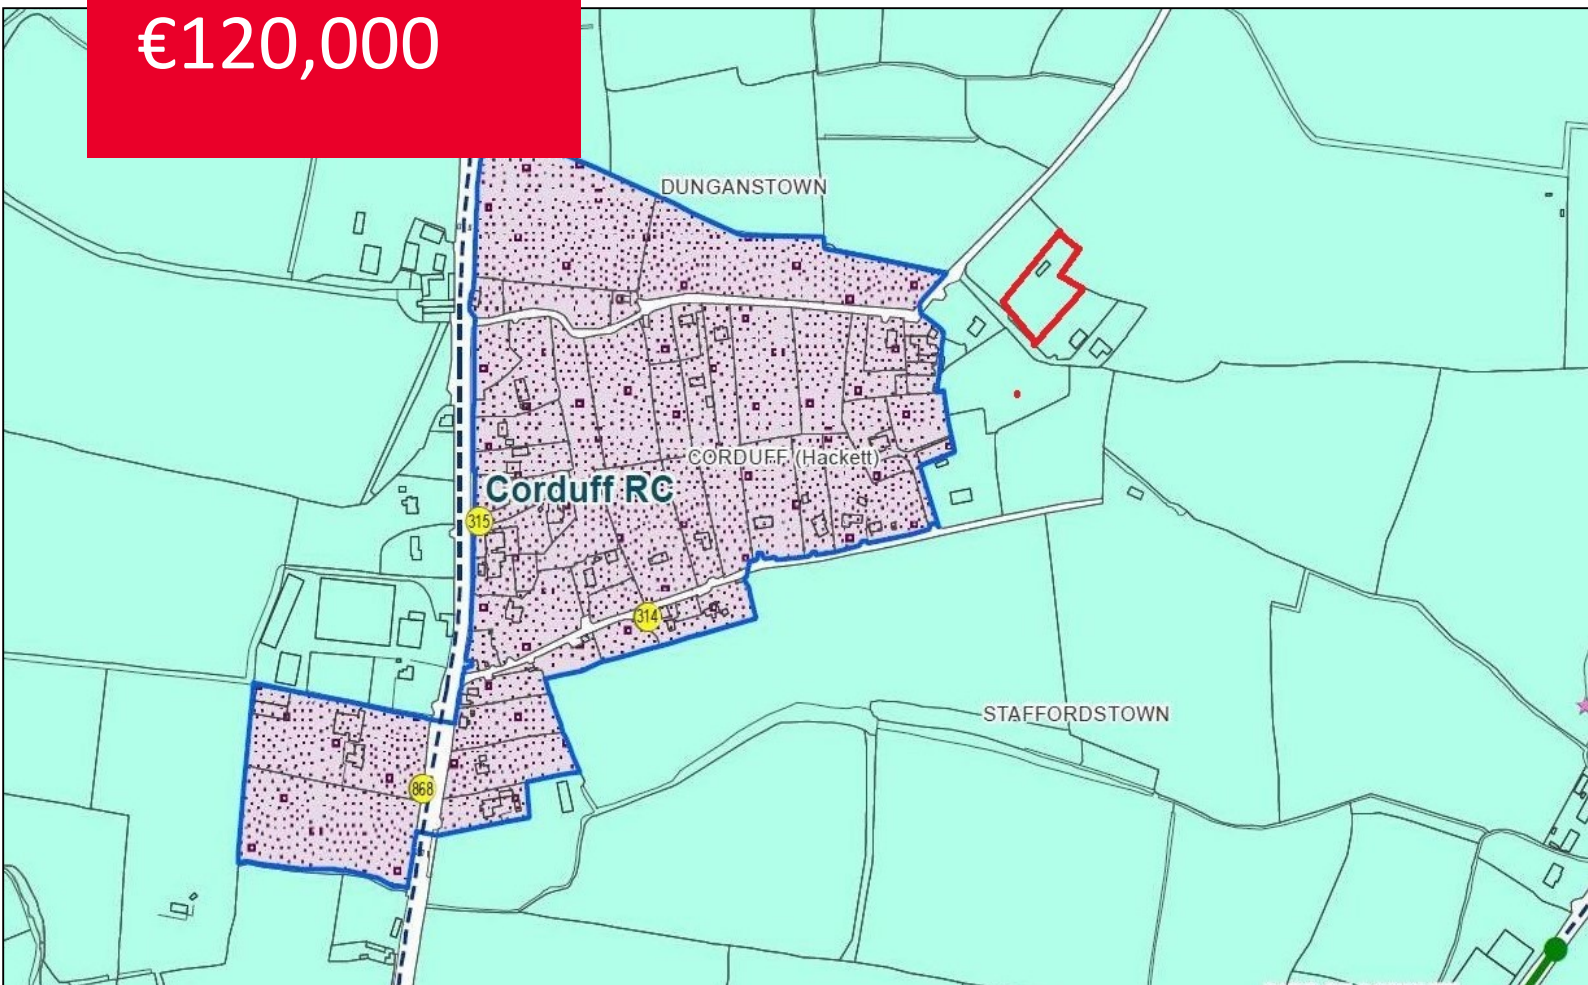 €120,000
DUNGANSTOWN
CORDUFF (Hackett)
Corduff RC
315
314
STAFFORDSTOWN
868